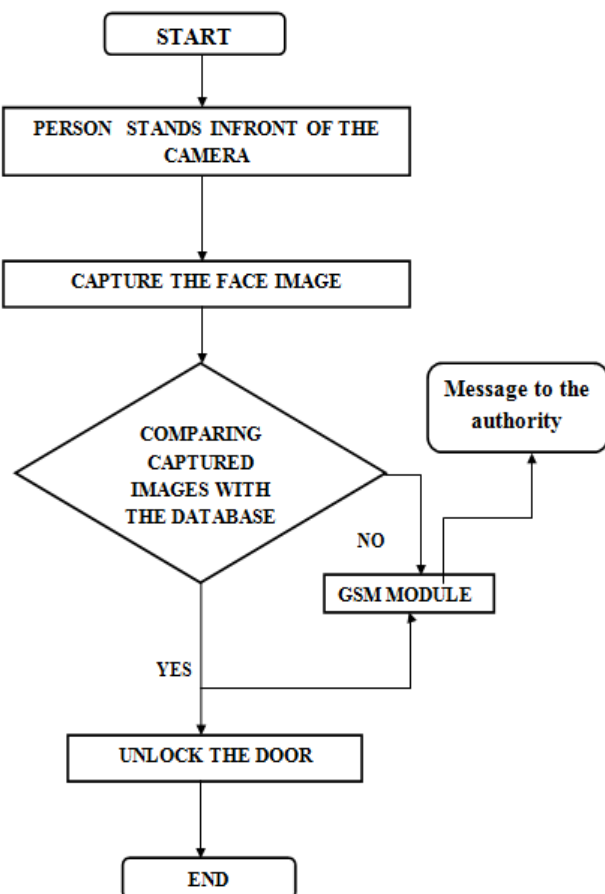 START
PERSON STANDS INFRONT OF THE
CAMERA
CAPTURE THE FACE IMAGE
Message to the
authority
COMPARING
CAPTURED
IMAGES WITH
THE DATABASE
NO
GSM MODULE
YES
UNLOCK THE DOOR
END